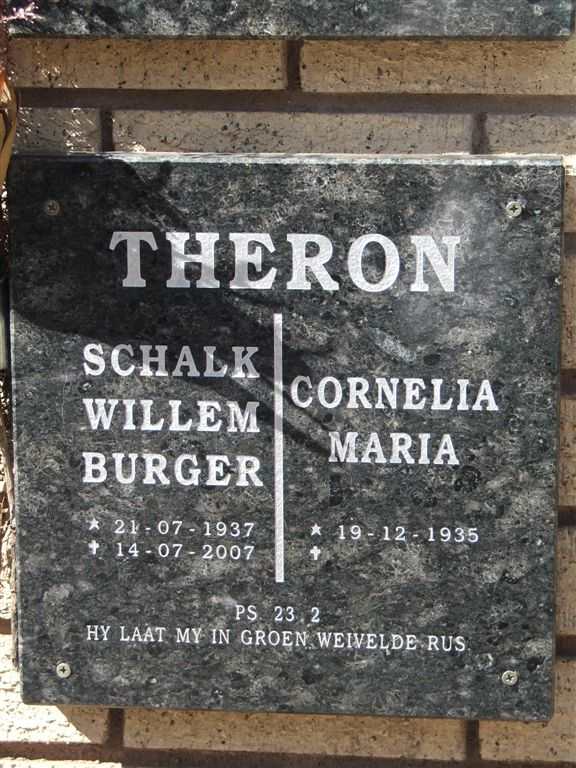 THERON
SCHALK
WILLEM
BURGER
★ 21-07-1937
✝ 14-07-2007
CORNELIA
MARIA
★ 19-12-1935
✝
PS 23 2
HY LAAT MY IN GROEN WEIVELDE RUS